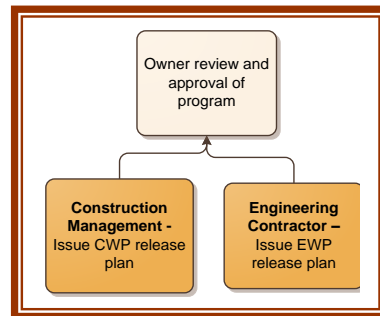 Owner review and
approval of
program
Construction
Management -
Issue CWP release
plan
Engineering
Contractor –
Issue EWP
release plan